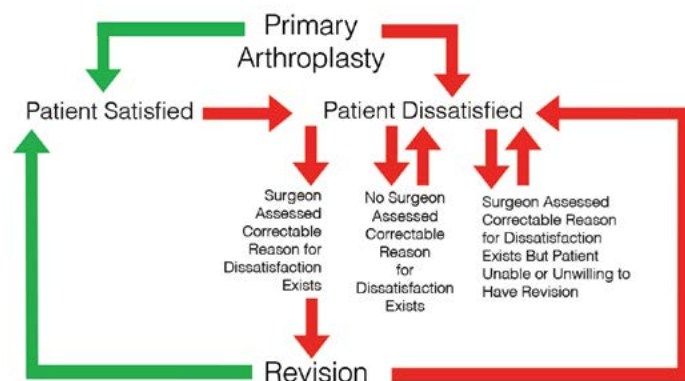 Primary
Arthroplasty
Patient Satisfied
Patient Dissatisfied
Surgeon
Assessed
Correctable
Reason for
Dissatisfaction
Exists
No Surgeon
Assessed
Correctable
Reason
for
Dissatisfaction
Exists
Surgeon Assessed
Correctable Reason
for Dissatisfaction
Exists But Patient
Unable or Unwilling to
Have Revision
Revision